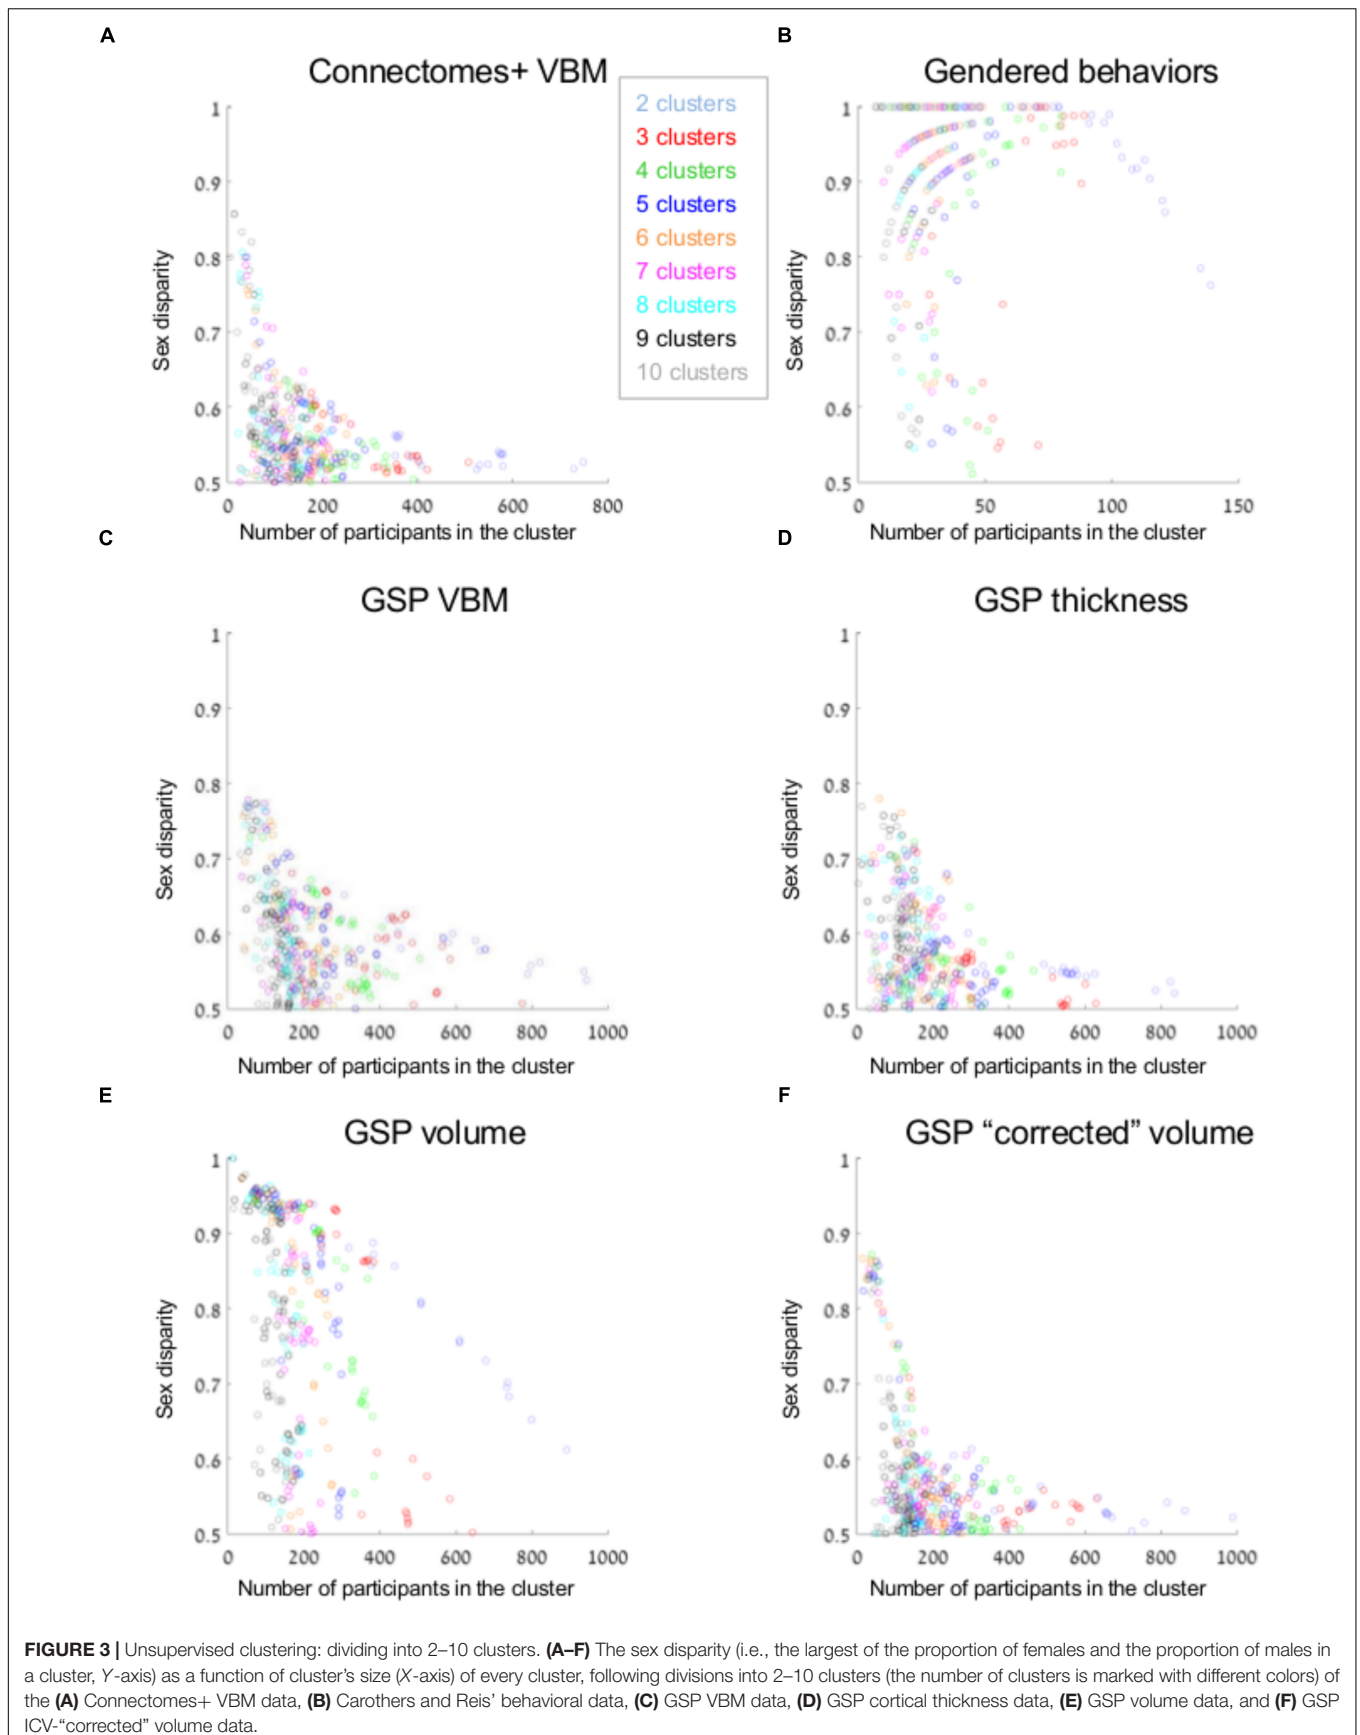 A
Connectomes+ VBM
1
0.9
0.8
0.7
0.6
0.5
Sex disparity
0 200 400 600 800
Number of participants in the cluster
2 clusters
3 clusters
4 clusters
5 clusters
6 clusters
7 clusters
8 clusters
9 clusters
10 clusters
B
Gendered behaviors
1
0.9
0.8
0.7
0.6
0.5
Sex disparity
0 50 100 150
Number of participants in the cluster
C
GSP VBM
1
0.9
0.8
0.7
0.6
0.5
Sex disparity
0 200 400 600 800 1000
Number of participants in the cluster
D
GSP thickness
1
0.9
0.8
0.7
0.6
0.5
Sex disparity
0 200 400 600 800 1000
Number of participants in the cluster
E
GSP volume
1
0.9
0.8
0.7
0.6
0.5
Sex disparity
0 200 400 600 800 1000
Number of participants in the cluster
F
GSP “corrected” volume
1
0.9
0.8
0.7
0.6
0.5
Sex disparity
0 200 400 600 800 1000
Number of participants in the cluster
FIGURE 3 | Unsupervised clustering: dividing into 2–10 clusters. (A–F) The sex disparity (i.e., the largest of the proportion of females and the proportion of males in
a cluster, Y-axis) as a function of cluster’s size (X-axis) of every cluster, following divisions into 2–10 clusters (the number of clusters is marked with different colors) of
the (A) Connectomes+ VBM data, (B) Carothers and Reis’ behavioral data, (C) GSP VBM data, (D) GSP cortical thickness data, (E) GSP volume data, and (F) GSP
ICV-“corrected” volume data.